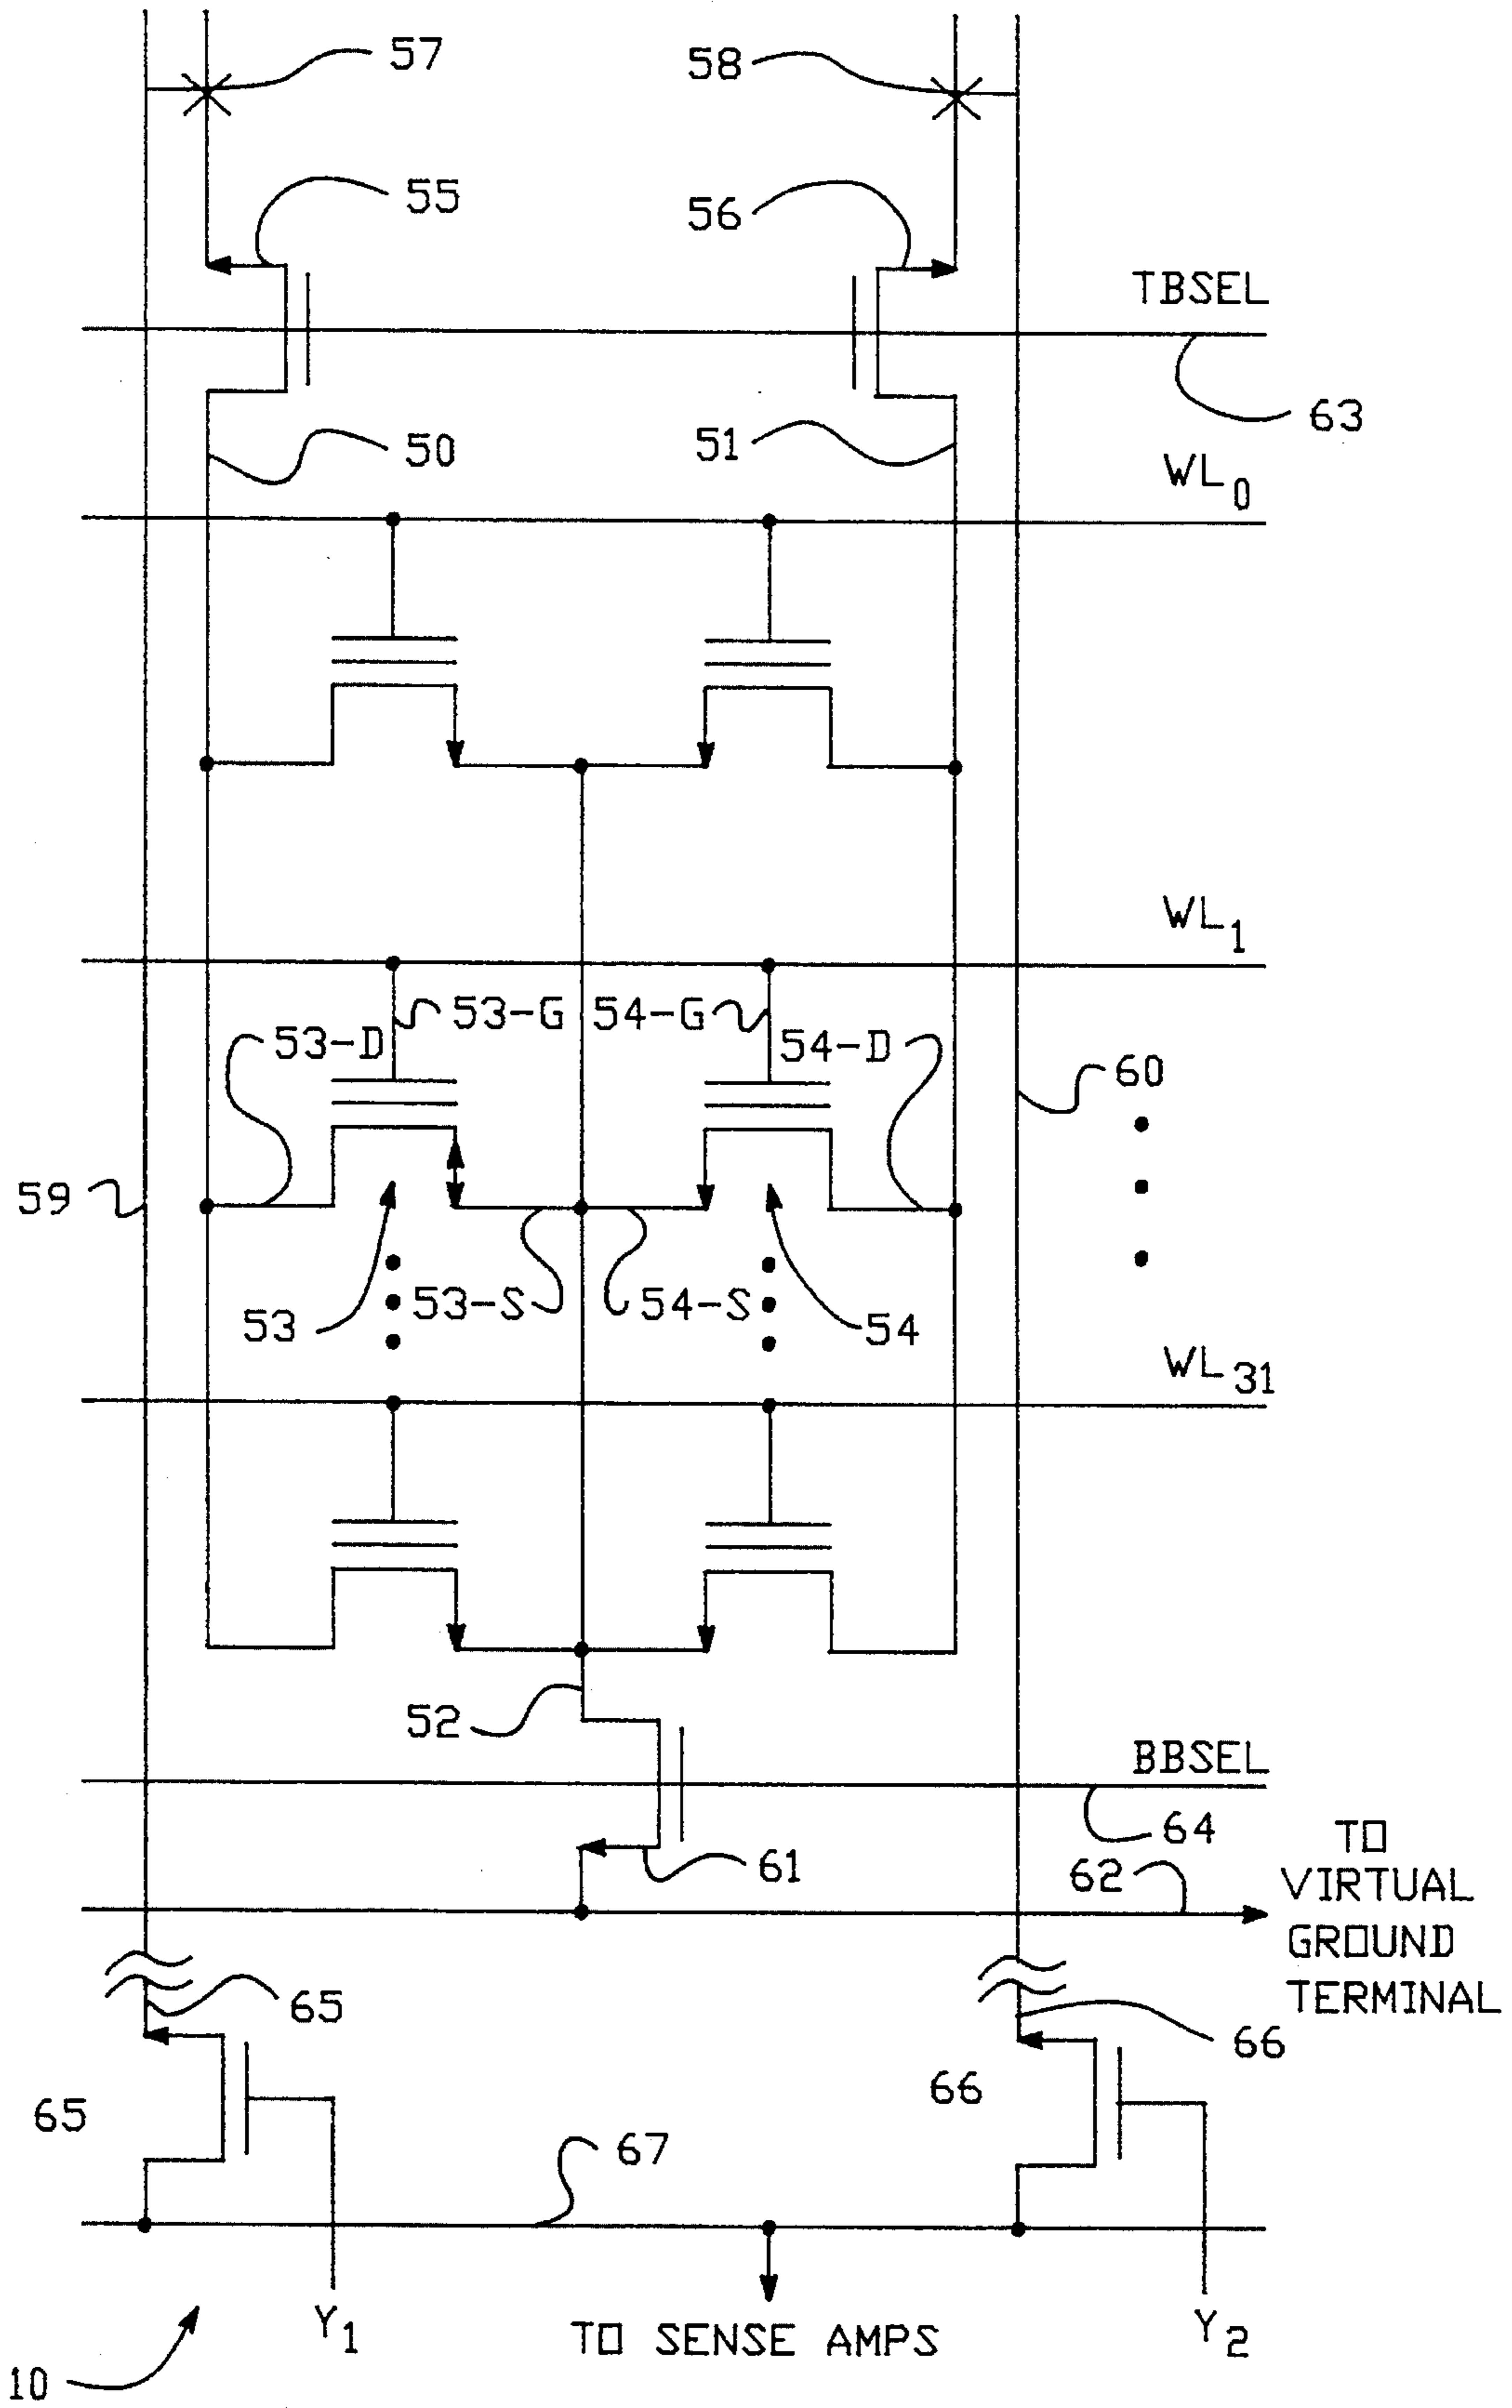 57
58
55
56
TBSEL
63
50
51
WL0
WL1
53-G
54-G
53-D
54-D
60
59
53-S
54-S
53
54
WL31
52
BBSEL
64
61
62
TO
VIRTUAL
GROUND
TERMINAL
65
66
65
66
67
Y1
TO SENSE AMPS
Y2
10